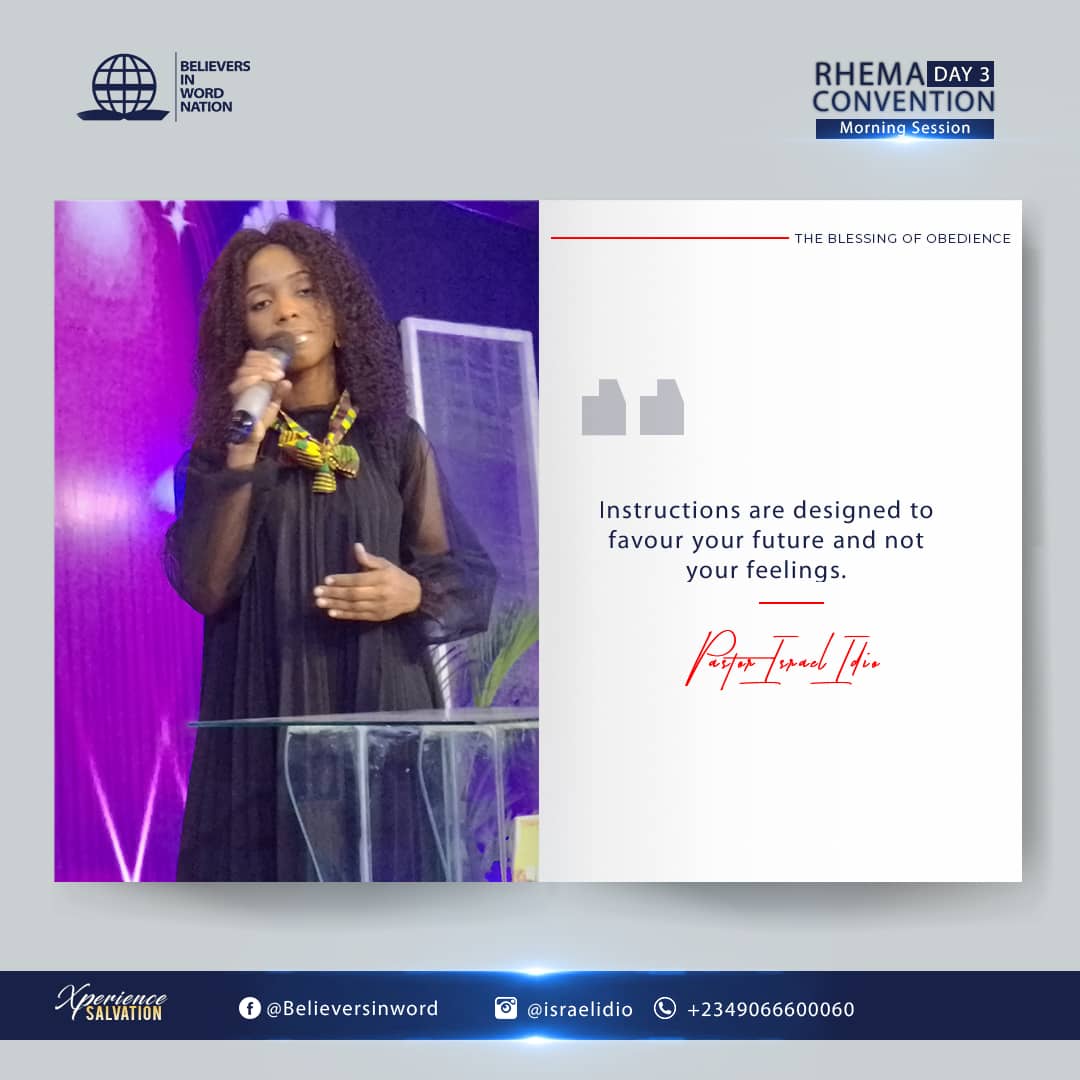 BELIEVERS
IN
WORD
NATION
RHEMA DAY 3
CONVENTION
Morning Session
THE BLESSING OF OBEDIENCE
Instructions are designed to
favour your future and not
your feelings.
Pastor Israel Idio
Xperience
SALVATION
@Believersinword
@israelidio
+2349066600060